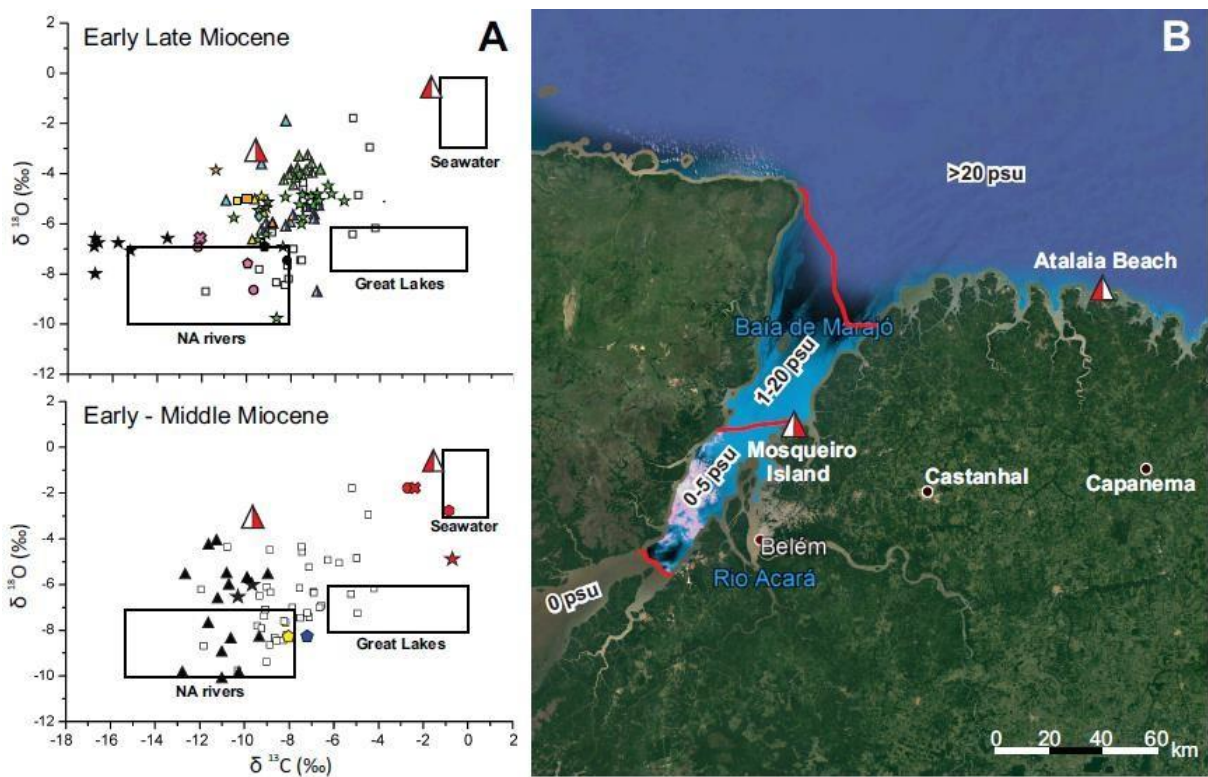 A
Early Late Miocene
2
0
-2
-4
-6
-8
-10
-12
δ 18O (‰)
Seawater
Great Lakes
NA rivers
Early - Middle Miocene
2
0
-2
-4
-6
-8
-10
-12
δ 18O (‰)
Seawater
Great Lakes
NA rivers
-18 -16 -14 -12 -10 -8 -6 -4 -2 0 2
δ 13C (‰)
B
>20 psu
Atalaia Beach
Baía de Marajó
1-20 psu
Mosqueiro
Island
0-5 psu
Castanhal
Capanema
Belém
Rio Acará
0 psu
0 20 40 60
km